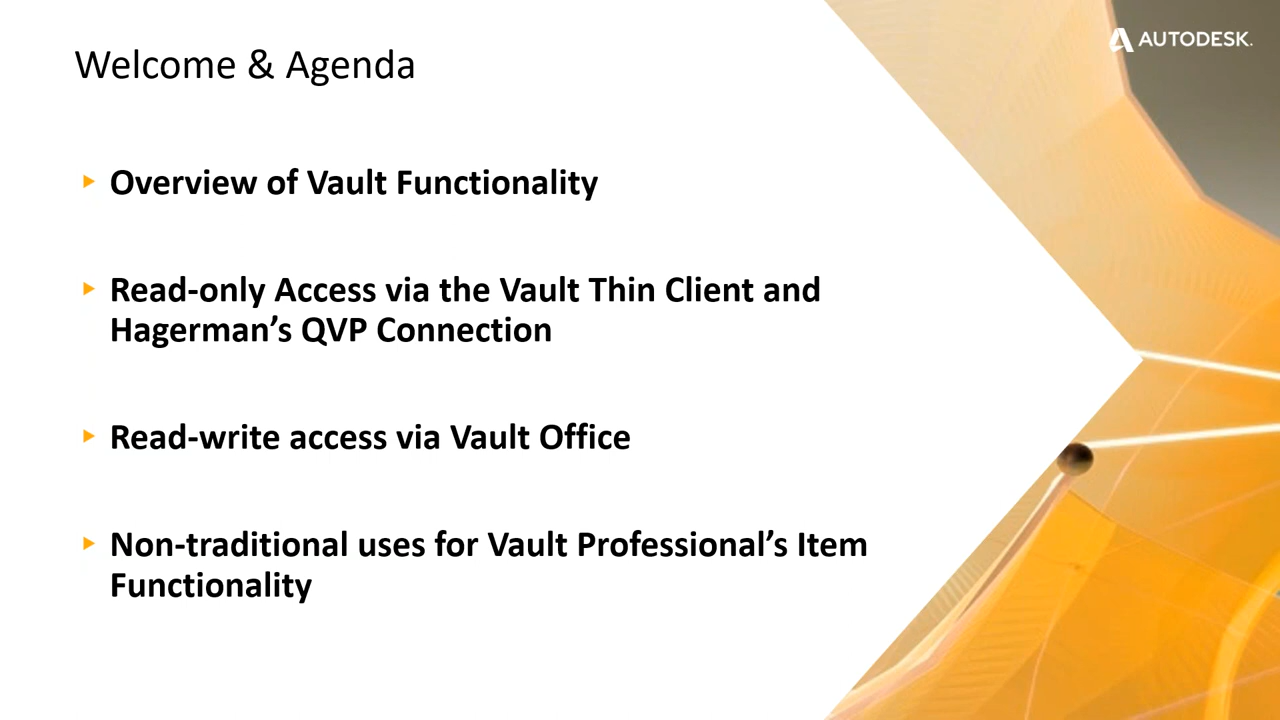 AUTODESK.
Welcome & Agenda
Overview of Vault Functionality
Read-only Access via the Vault Thin Client and
Hagerman’s QVP Connection
Read-write access via Vault Office
Non-traditional uses for Vault Professional’s Item
Functionality